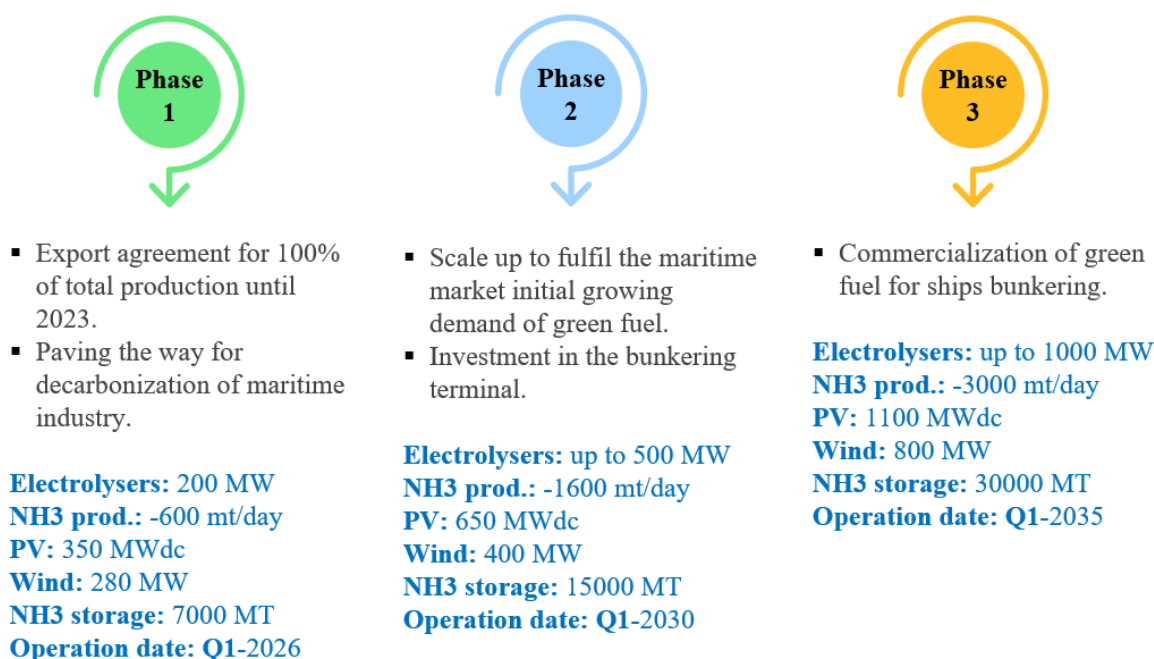 Phase
1
▪ Export agreement for 100%
of total production until
2023.
▪ Paving the way for
decarbonization of maritime
industry.
Electrolysers: 200 MW
NH3 prod.: -600 mt/day
PV: 350 MWdc
Wind: 280 MW
NH3 storage: 7000 MT
Operation date: Q1-2026
Phase
2
▪ Scale up to fulfil the maritime
market initial growing
demand of green fuel.
▪ Investment in the bunkering
terminal.
Electrolysers: up to 500 MW
NH3 prod.: -1600 mt/day
PV: 650 MWdc
Wind: 400 MW
NH3 storage: 15000 MT
Operation date: Q1-2030
Phase
3
▪ Commercialization of green
fuel for ships bunkering.
Electrolysers: up to 1000 MW
NH3 prod.: -3000 mt/day
PV: 1100 MWdc
Wind: 800 MW
NH3 storage: 30000 MT
Operation date: Q1-2035